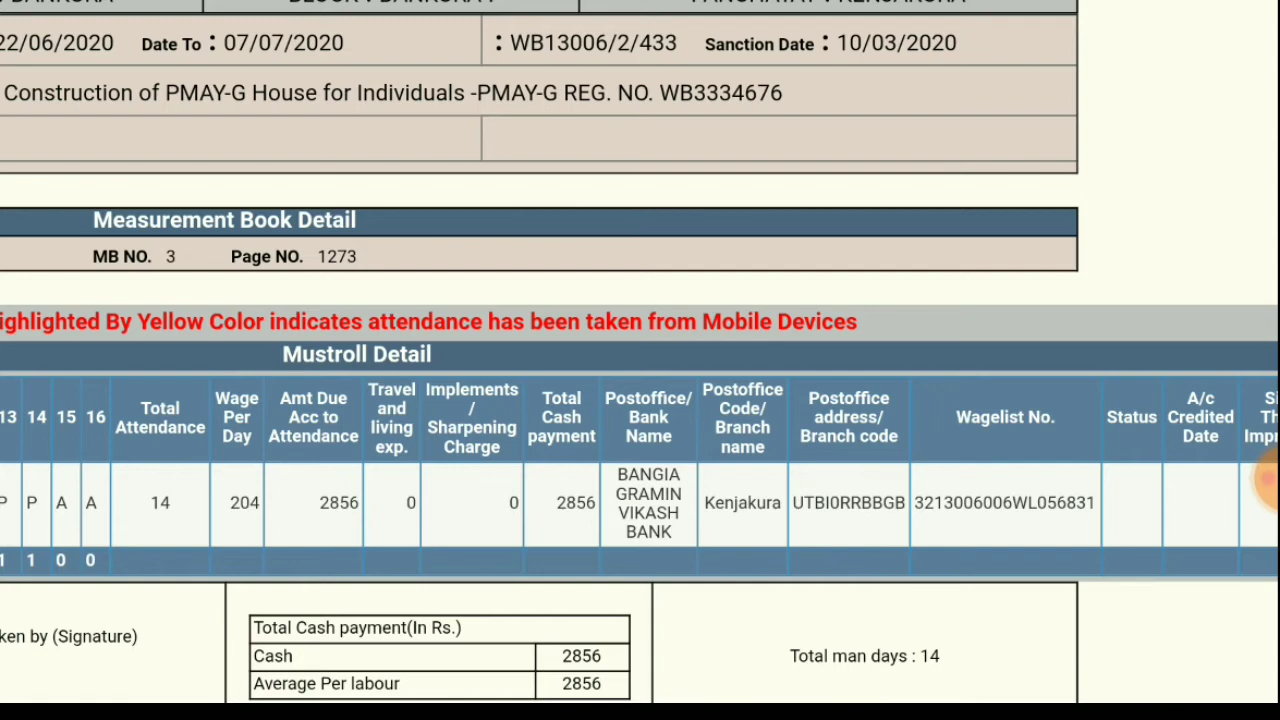 22/06/2020 Date To : 07/07/2020 : WB13006/2/433 Sanction Date : 10/03/2020
Construction of PMAY-G House for Individuals -PMAY-G REG. NO. WB3334676
Measurement Book Detail
MB NO. 3 Page NO. 1273
ighlighted By Yellow Color indicates attendance has been taken from Mobile Devices
Mustroll Detail
13 14 15 16 Total Attendance Wage Per Day Amt Due Acc to Attendance Travel and living exp. Implements / Sharpening Charge Total Cash payment Postoffice/ Bank Name Postoffice Code/ Branch name Postoffice address/ Branch code Wagelist No. Status A/c Credited Date
P P A A 14 204 2856 0 0 2856 BANGIA GRAMIN VIKASH BANK Kenjakura UTBI0RRBBGB 3213006006WL056831
1 1 0 0
ken by (Signature)
Total Cash payment(In Rs.)
Cash 2856
Average Per labour 2856
Total man days : 14